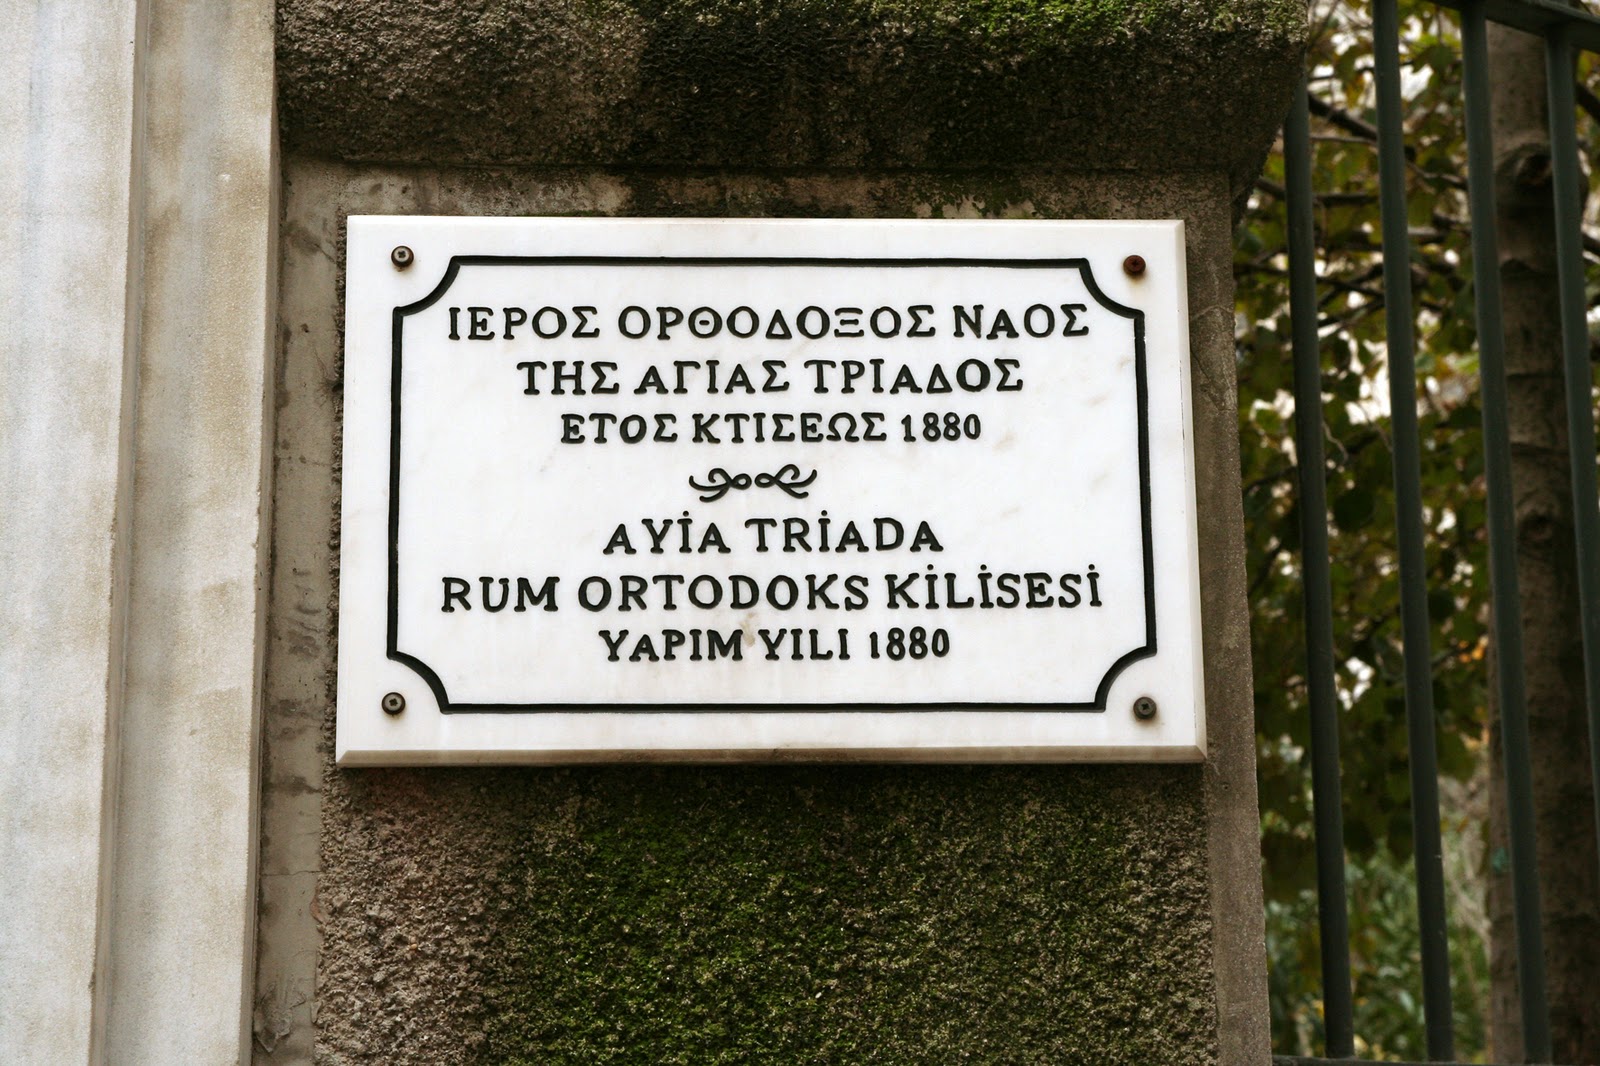 ΙΕΡΟΣ ΟΡΘΟΔΟΞΟΣ ΝΑΟΣ
ΤΗΣ ΑΓΙΑΣ ΤΡΙΑΔΟΣ
ΕΤΟΣ ΚΤΙΣΕΩΣ 1880
AYİA TRİADA
RUM ORTODOKS KİLİSESİ
YAPIM YILI 1880